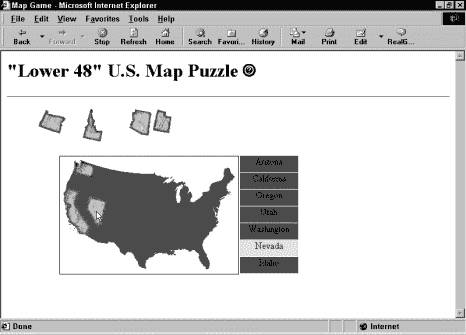 Map Game - Microsoft Internet Explorer
File Edit View Favorites Tools Help
Back Forward Stop Refresh Home Search Favori... History Mail Print Edit RealG...
"Lower 48" U.S. Map Puzzle
Arizona
California
Oregon
Utah
Washington
Nevada
Idaho
Done Internet